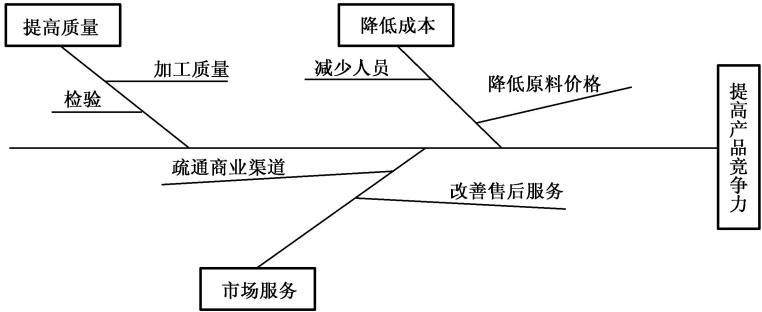 提高质量
降低成本
加工质量
减少人员
检验
降低原料价格
提高产品竞争力
疏通商业渠道
改善售后服务
市场服务